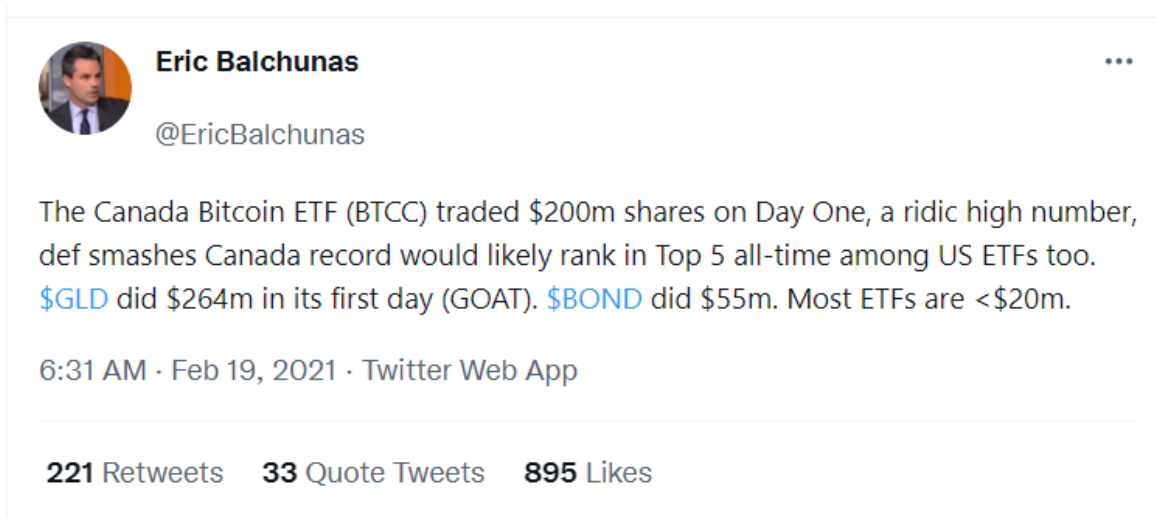 Eric Balchunas
@EricBalchunas
The Canada Bitcoin ETF (BTCC) traded $200m shares on Day One, a ridic high number,
def smashes Canada record would likely rank in Top 5 all-time among US ETFs too.
$GLD did $264m in its first day (GOAT). $BOND did $55m. Most ETFs are <$20m.
6:31 AM · Feb 19, 2021 · Twitter Web App
221 Retweets 33 Quote Tweets 895 Likes